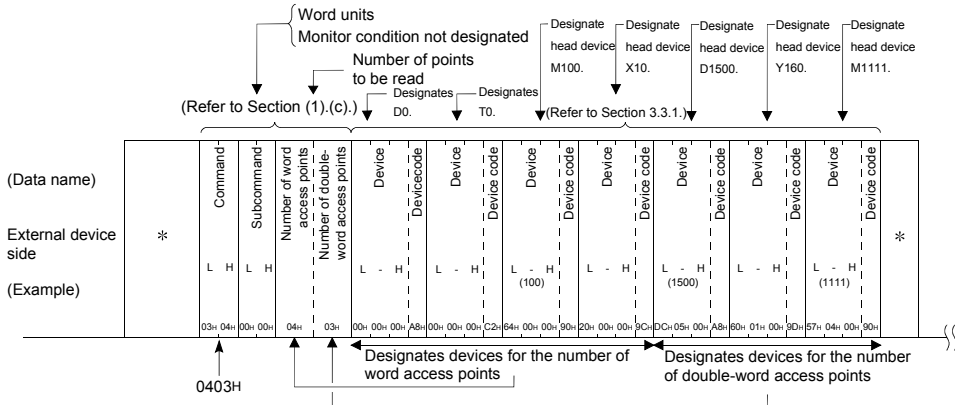 Word units
Monitor condition not designated
Number of points
to be read
(Refer to Section (1).(c).)
Designates
D0.
Designates
T0.
Designate
head device
M100.
Designate
head device
X10.
Designate
head device
D1500.
Designate
head device
Y160.
Designate
head device
M1111.
(Refer to Section 3.3.1.)
(Data name)
External device
side
(Example)
*
Command
Subcommand
Number of word
access points
Number of double-
word access points
Device
Devicecode
Device
Device code
Device
Device code
Device
Device code
Device
Device code
Device
Device code
Device
Device code
*
L H
L H
L - H
L - H
L - H
(100)
L - H
L - H
(1500)
L - H
L - H
(1111)
03H 04H 00H 00H 04H 03H 00H 00H 00H A8H 00H 00H 00H C2H 64H 00H 00H 90H 20H 00H 00H 9CH DCH 05H 00H A8H 60H 01H 00H 9DH 57H 04H 00H 90H
0403H
Designates devices for the number of
word access points
Designates devices for the number
of double-word access points